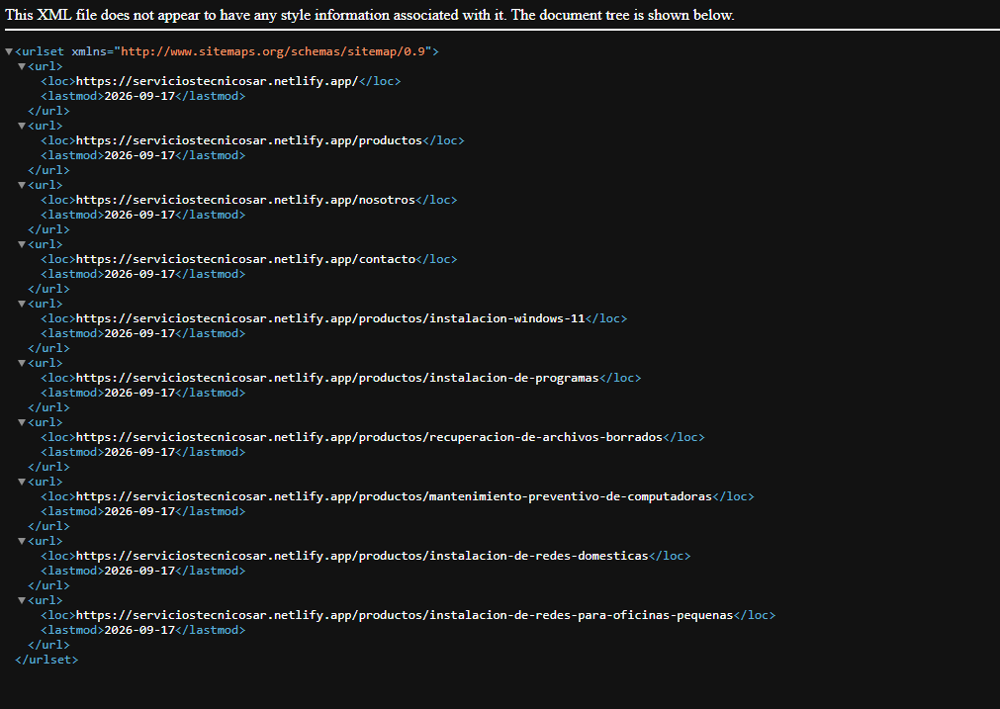 This XML file does not appear to have any style information associated with it. The document tree is shown below.
▼<urlset xmlns="http://www.sitemaps.org/schemas/sitemap/0.9">
▼<url>
<loc>https://serviciostecnicosar.netlify.app/</loc>
<lastmod>2026-09-17</lastmod>
</url>
▼<url>
<loc>https://serviciostecnicosar.netlify.app/productos</loc>
<lastmod>2026-09-17</lastmod>
</url>
▼<url>
<loc>https://serviciostecnicosar.netlify.app/nosotros</loc>
<lastmod>2026-09-17</lastmod>
</url>
▼<url>
<loc>https://serviciostecnicosar.netlify.app/contacto</loc>
<lastmod>2026-09-17</lastmod>
</url>
▼<url>
<loc>https://serviciostecnicosar.netlify.app/productos/instalacion-windows-11</loc>
<lastmod>2026-09-17</lastmod>
</url>
▼<url>
<loc>https://serviciostecnicosar.netlify.app/productos/instalacion-de-programas</loc>
<lastmod>2026-09-17</lastmod>
</url>
▼<url>
<loc>https://serviciostecnicosar.netlify.app/productos/recuperacion-de-archivos-borrados</loc>
<lastmod>2026-09-17</lastmod>
</url>
▼<url>
<loc>https://serviciostecnicosar.netlify.app/productos/mantenimiento-preventivo-de-computadoras</loc>
<lastmod>2026-09-17</lastmod>
</url>
▼<url>
<loc>https://serviciostecnicosar.netlify.app/productos/instalacion-de-redes-domesticas</loc>
<lastmod>2026-09-17</lastmod>
</url>
▼<url>
<loc>https://serviciostecnicosar.netlify.app/productos/instalacion-de-redes-para-oficinas-pequenas</loc>
<lastmod>2026-09-17</lastmod>
</url>
</urlset>